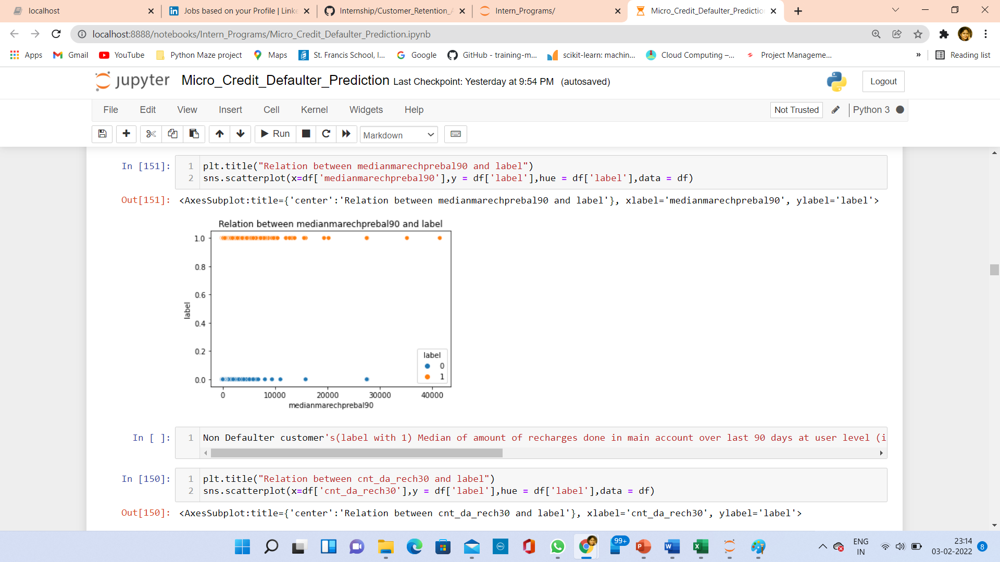 localhost
Jobs based on your Profile | Linke
Internship/Customer_Retention_A
Intern_Programs/
Micro_Credit_Defaulter_Predictio
localhost:8888/notebooks/Intern_Programs/Micro_Credit_Defaulter_Prediction.ipynb
Apps
Gmail
YouTube
Python Maze project
Maps
St. Francis School, I...
Google
GitHub - training-m...
scikit-learn: machin...
Cloud Computing –...
Project Manageme...
»
Reading list
jupyter Micro_Credit_Defaulter_Prediction Last Checkpoint: Yesterday at 9:54 PM (autosaved)
Logout
File Edit View Insert Cell Kernel Widgets Help
Not Trusted
Python 3
Run
Markdown
In [151]:
1 plt.title("Relation between medianmarechprebal90 and label")
2 sns.scatterplot(x=df['medianmarechprebal90'],y = df['label'],hue = df['label'],data = df)
Out[151]: <AxesSubplot:title={'center':'Relation between medianmarechprebal90 and label'}, xlabel='medianmarechprebal90', ylabel='label'>
Relation between medianmarechprebal90 and label
1.0
0.8
0.6
0.4
0.2
0.0
label
label
0
1
0 10000 20000 30000 40000
medianmarechprebal90
In [ ]:
1 Non Defaulter customer's(label with 1) Median of amount of recharges done in main account over last 90 days at user level (i
In [150]:
1 plt.title("Relation between cnt_da_rech30 and label")
2 sns.scatterplot(x=df['cnt_da_rech30'],y = df['label'],hue = df['label'],data = df)
Out[150]: <AxesSubplot:title={'center':'Relation between cnt_da_rech30 and label'}, xlabel='cnt_da_rech30', ylabel='label'>
DELL
99+
P
W
X
ENG
IN
23:14
03-02-2022
8